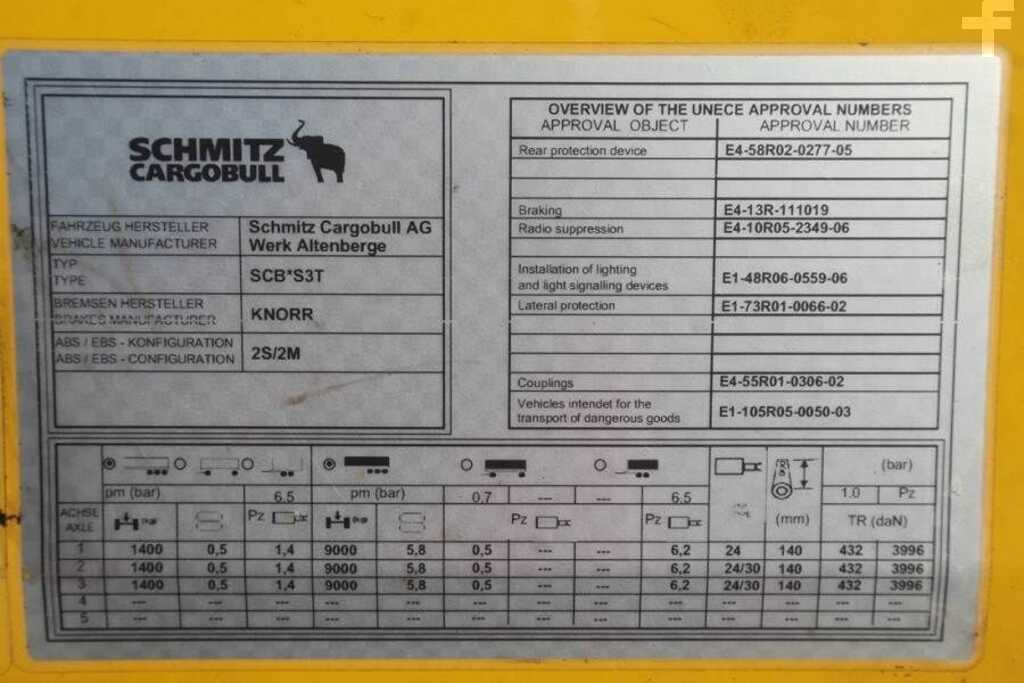 f
SCHMITZ
CARGOBULL
FAHRZEUG HERSTELLER
VEHICLE MANUFACTURER
Schmitz Cargobull AG
Werk Altenberge
TYP
TYPE
SCB*S3T
BREMSEN HERSTELLER
BRAKES MANUFACTURER
KNORR
ABS / EBS - KONFIGURATION
ABS / EBS - CONFIGURATION
2S/2M
OVERVIEW OF THE UNECE APPROVAL NUMBERS
APPROVAL OBJECT APPROVAL NUMBER
Rear protection device E4-58R02-0277-05
Braking E4-13R-111019
Radio suppression E4-10R05-2349-06
Installation of lighting
and light signalling devices E1-48R06-0559-06
Lateral protection E1-73R01-0066-02
Couplings E4-55R01-0306-02
Vehicles intendet for the
transport of dangerous goods E1-105R05-0050-03
(bar)
pm (bar) 6.5 pm (bar) 0,7 --- --- 6.5 1.0 Pz
ACHSE
AXLE
Pz Pz Pz (mm) TR (daN)
1 1400 0,5 1,4 9000 5,8 0,5 --- --- 6,2 24 140 432 3996
2 1400 0,5 1,4 9000 5,8 0,5 --- --- 6,2 24/30 140 432 3996
3 1400 0,5 1,4 9000 5,8 0,5 --- --- 6,2 24/30 140 432 3996
4 --- --- --- --- --- --- --- --- --- --- --- --- ---
5 --- --- --- --- --- --- --- --- --- --- --- --- ---